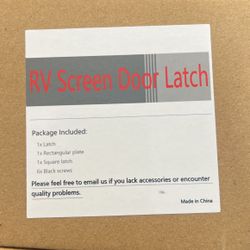 RV Screen Door Latch
Package Included:
1x Latch
1x Rectangular plate
1x Square latch
6x Black screws
Please feel free to email us if you lack accessories or encounter
quality problems.
Made in China